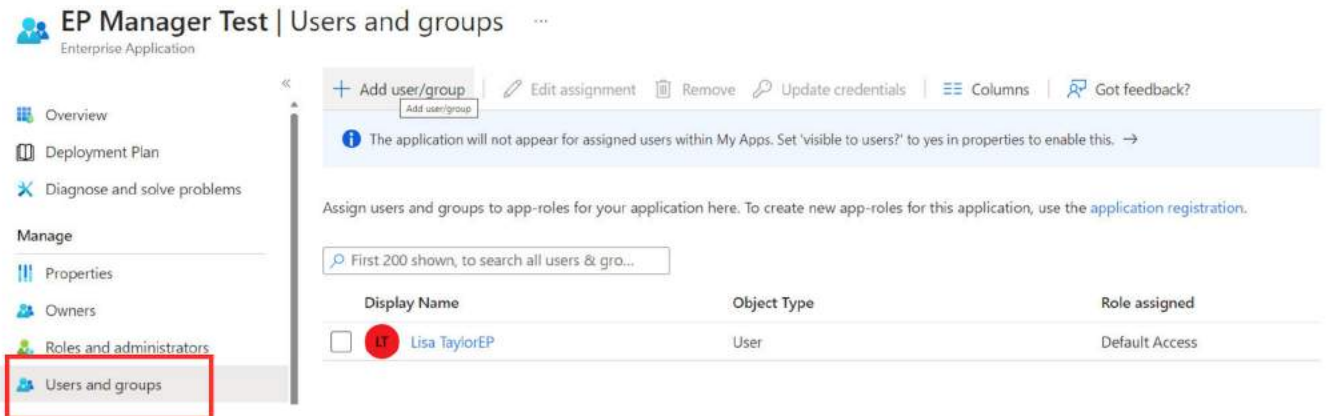 EP Manager Test | Users and groups ...
Enterprise Application
«
+ Add user/group
Edit assignment
Remove
Update credentials
Columns
Got feedback?
Add user/group
Overview
Deployment Plan
Diagnose and solve problems
Manage
Properties
Owners
Roles and administrators
Users and groups
The application will not appear for assigned users within My Apps. Set 'visible to users?' to yes in properties to enable this. →
Assign users and groups to app-roles for your application here. To create new app-roles for this application, use the application registration.
First 200 shown, to search all users & gro...
Display Name Object Type Role assigned
LT Lisa TaylorEP User Default Access